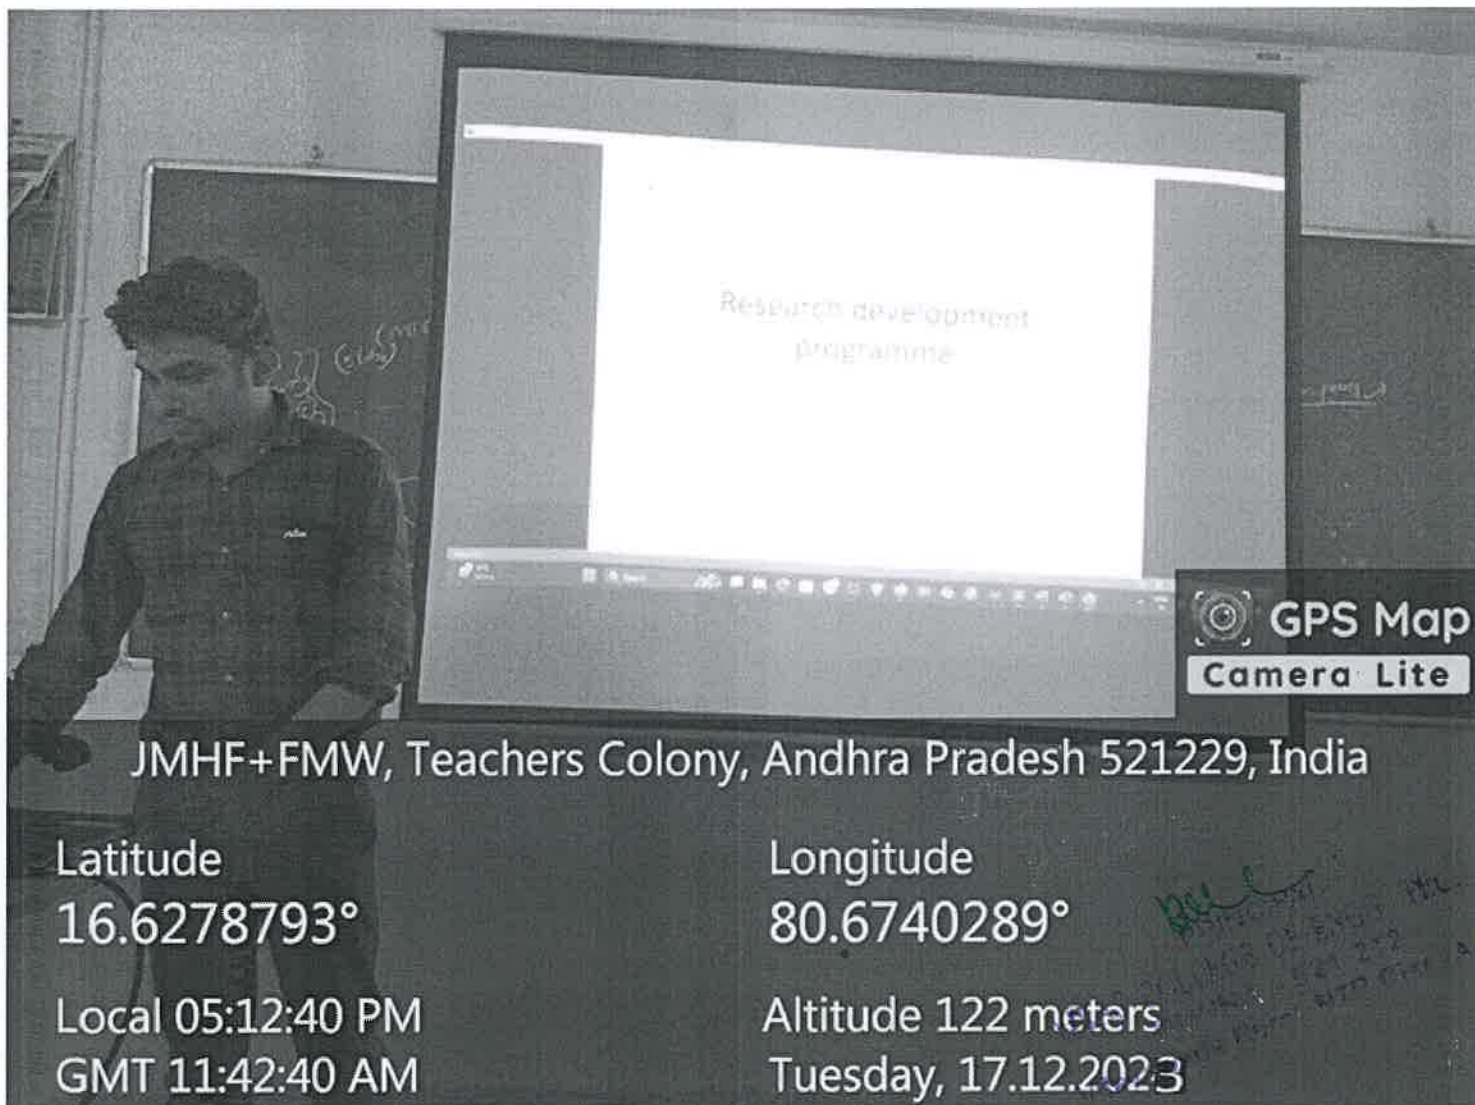 Research development
programme
Search
GPS Map
Camera Lite
JMHF+FMW, Teachers Colony, Andhra Pradesh 521229, India
Latitude
16.6278793°
Longitude
80.6740289°
Local 05:12:40 PM
GMT 11:42:40 AM
Altitude 122 meters
Tuesday, 17.12.2023